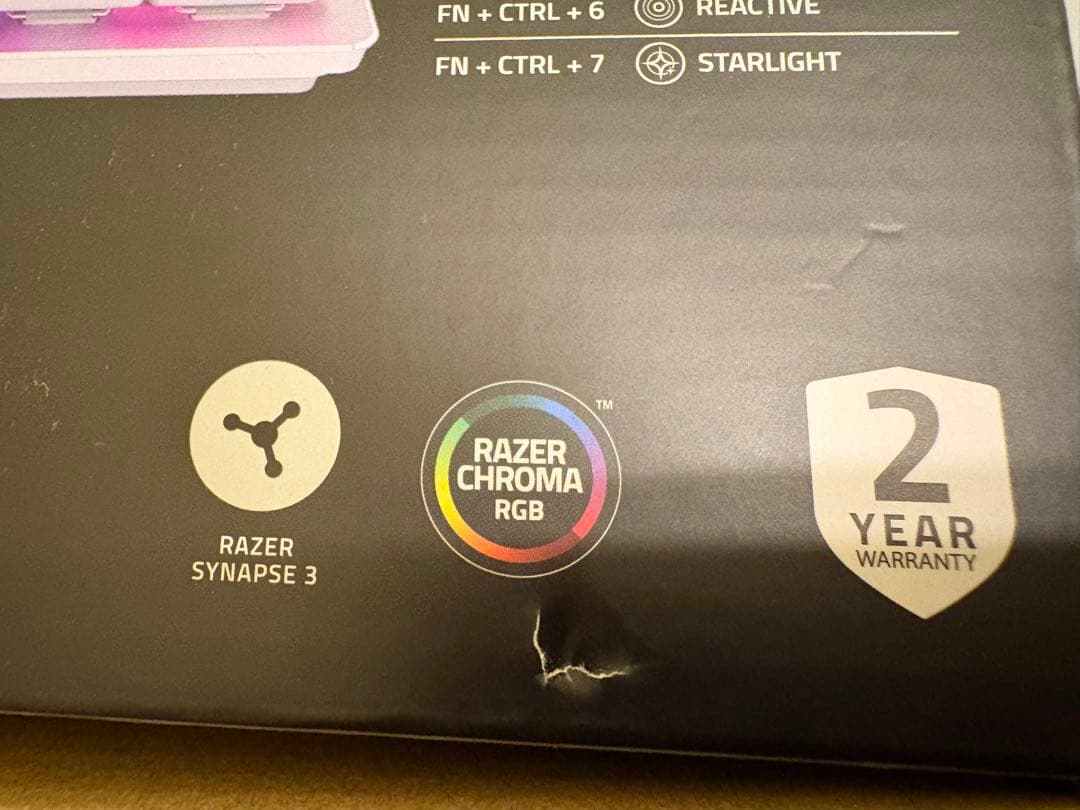 FN + CTRL + 6 REACTIVE
FN + CTRL + 7 STARLIGHT
RAZER
SYNAPSE 3
RAZER
CHROMA
RGB
TM
2
YEAR
WARRANTY